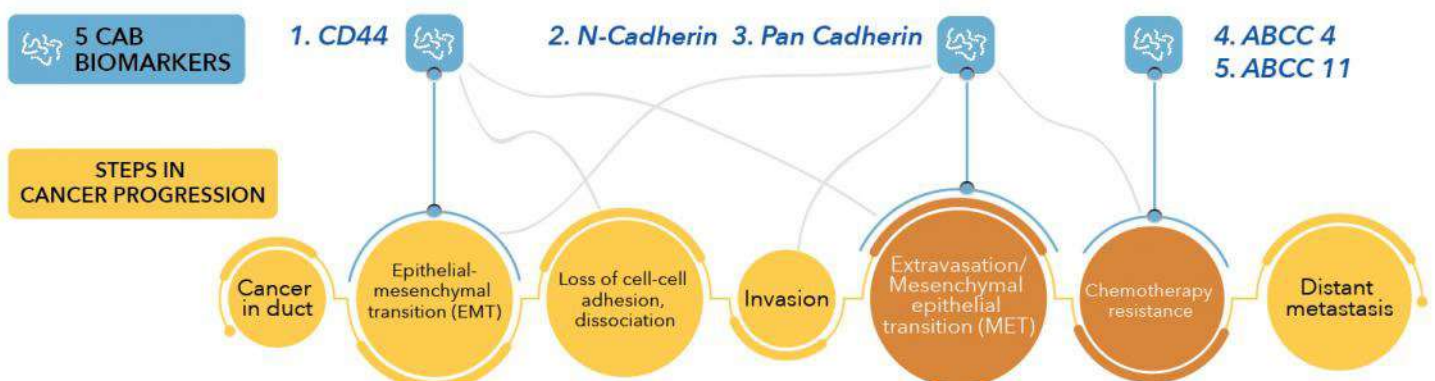 5 CAB
BIOMARKERS
1. CD44
2. N-Cadherin 3. Pan Cadherin
4. ABCC 4
5. ABCC 11
STEPS IN
CANCER PROGRESSION
Cancer
in duct
Epithelial-
mesenchymal
transition (EMT)
Loss of cell-cell
adhesion,
dissociation
Invasion
Extravasation/
Mesenchymal
epithelial
transition (MET)
Chemotherapy
resistance
Distant
metastasis